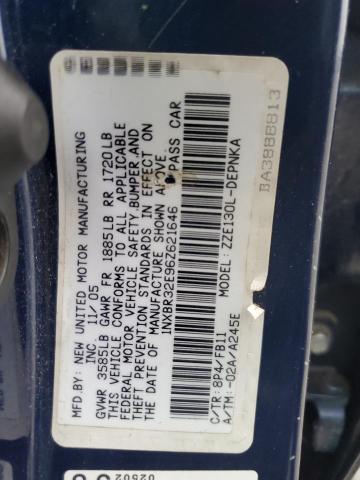 MFD.BY: NEW UNITED MOTOR MANUFACTURING
INC. 11/05
GVWR 3585LB GAWR FR 1885LB RR 1720LB
THIS VEHICLE CONFORMS TO ALL APPLICABLE
FEDERAL MOTOR VEHICLE SAFETY, BUMPER, AND
THEFT PREVENTION STANDARDS IN EFFECT ON
THE DATE OF MANUFACTURE SHOWN ABOVE.
1NXBR32E96Z621646 PASS CAR
MODEL: ZZE130L-DEPNKA
C/TR: 8P4/FB11
A/TM: -02A/A245E
BA38BBB813
02502